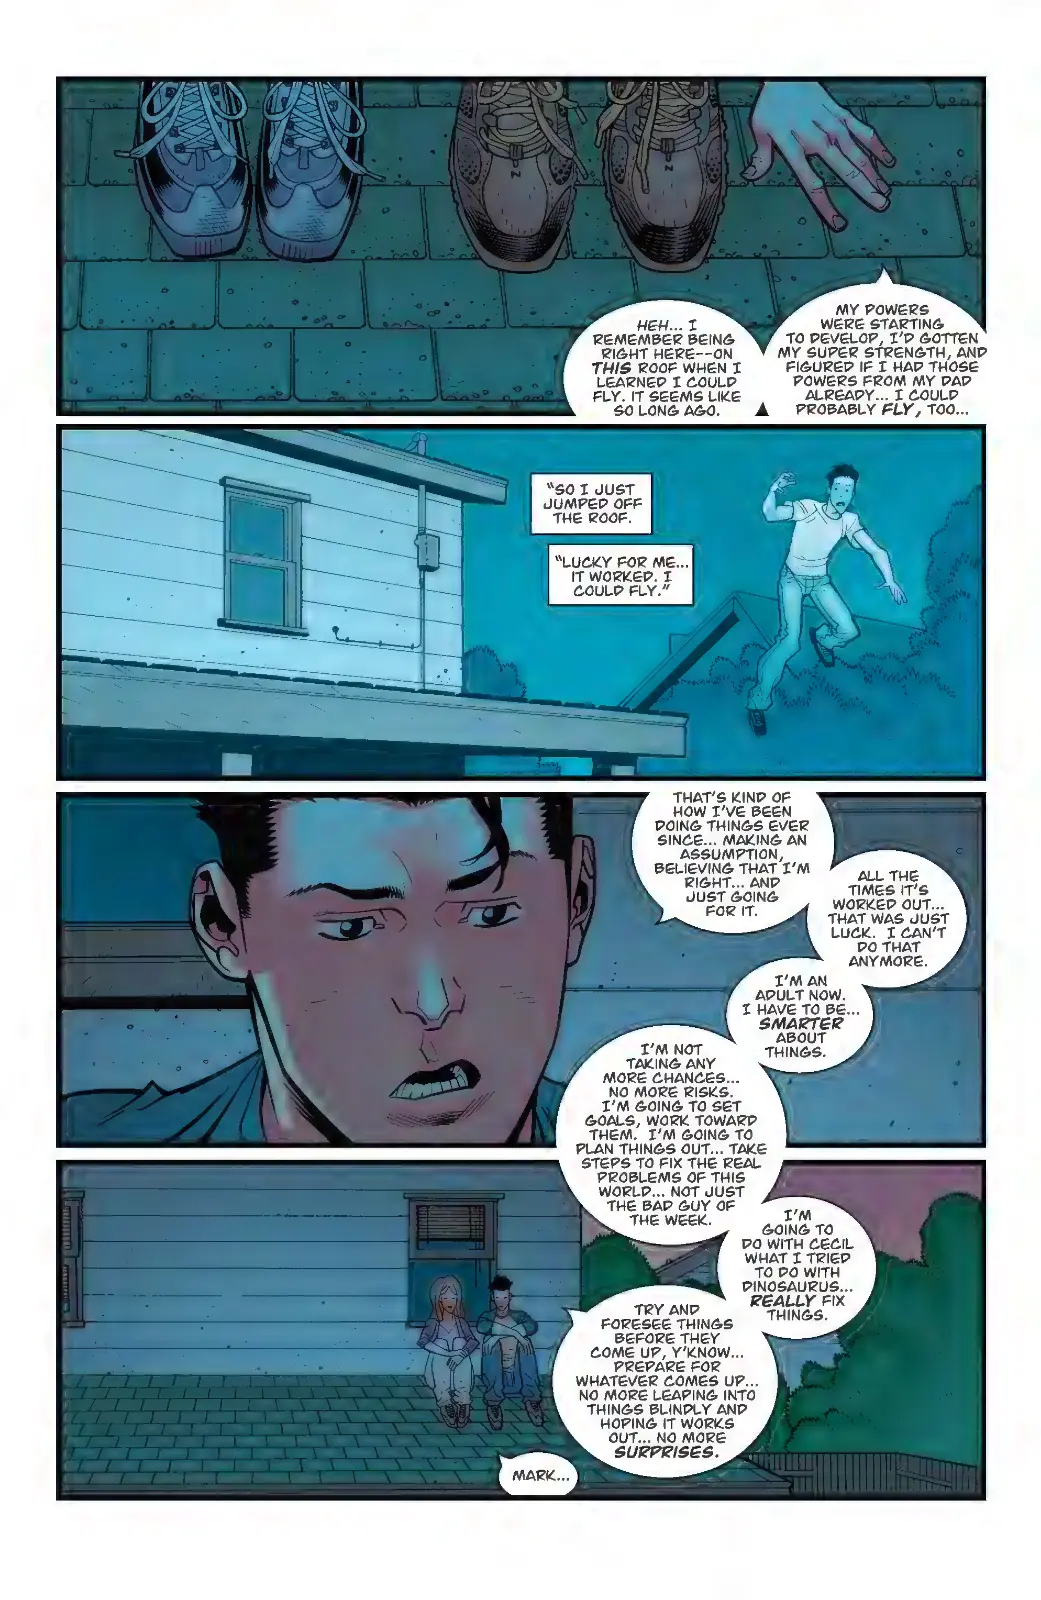 HEH... I
REMEMBER BEING
RIGHT HERE--ON
THIS ROOF WHEN I
LEARNED I COULD
FLY. IT SEEMS LIKE
SO LONG AGO.
MY POWERS
WERE STARTING
TO DEVELOP, I'D GOTTEN
MY SUPER STRENGTH, AND
FIGURED IF I HAD THOSE
POWERS FROM MY DAD
ALREADY... I COULD
PROBABLY FLY, TOO...
"SO I JUST
JUMPED OFF
THE ROOF.
"LUCKY FOR ME...
IT WORKED. I
COULD FLY."
THAT'S KIND OF
HOW I'VE BEEN
DOING THINGS EVER
SINCE... MAKING AN
ASSUMPTION,
BELIEVING THAT I'M
RIGHT... AND
JUST GOING
FOR IT.
ALL THE
TIMES IT'S
WORKED OUT...
THAT WAS JUST
LUCK. I CAN'T
DO THAT
ANYMORE.
I'M AN
ADULT NOW.
I HAVE TO BE...
SMARTER
ABOUT
THINGS.
I'M NOT
TAKING ANY
MORE CHANCES...
NO MORE RISKS.
I'M GOING TO SET
GOALS, WORK TOWARD
THEM. I'M GOING TO
PLAN THINGS OUT... TAKE
STEPS TO FIX THE REAL
PROBLEMS OF THIS
WORLD... NOT JUST
THE BAD GUY OF
THE WEEK.
I'M
GOING TO
DO WITH CECIL
WHAT I TRIED
TO DO WITH
DINOSAURUS...
REALLY FIX
THINGS.
TRY AND
FORESEE THINGS
BEFORE THEY
COME UP, Y'KNOW...
PREPARE FOR
WHATEVER COMES UP...
NO MORE LEAPING INTO
THINGS BLINDLY AND
HOPING IT WORKS
OUT... NO MORE
SURPRISES.
MARK...